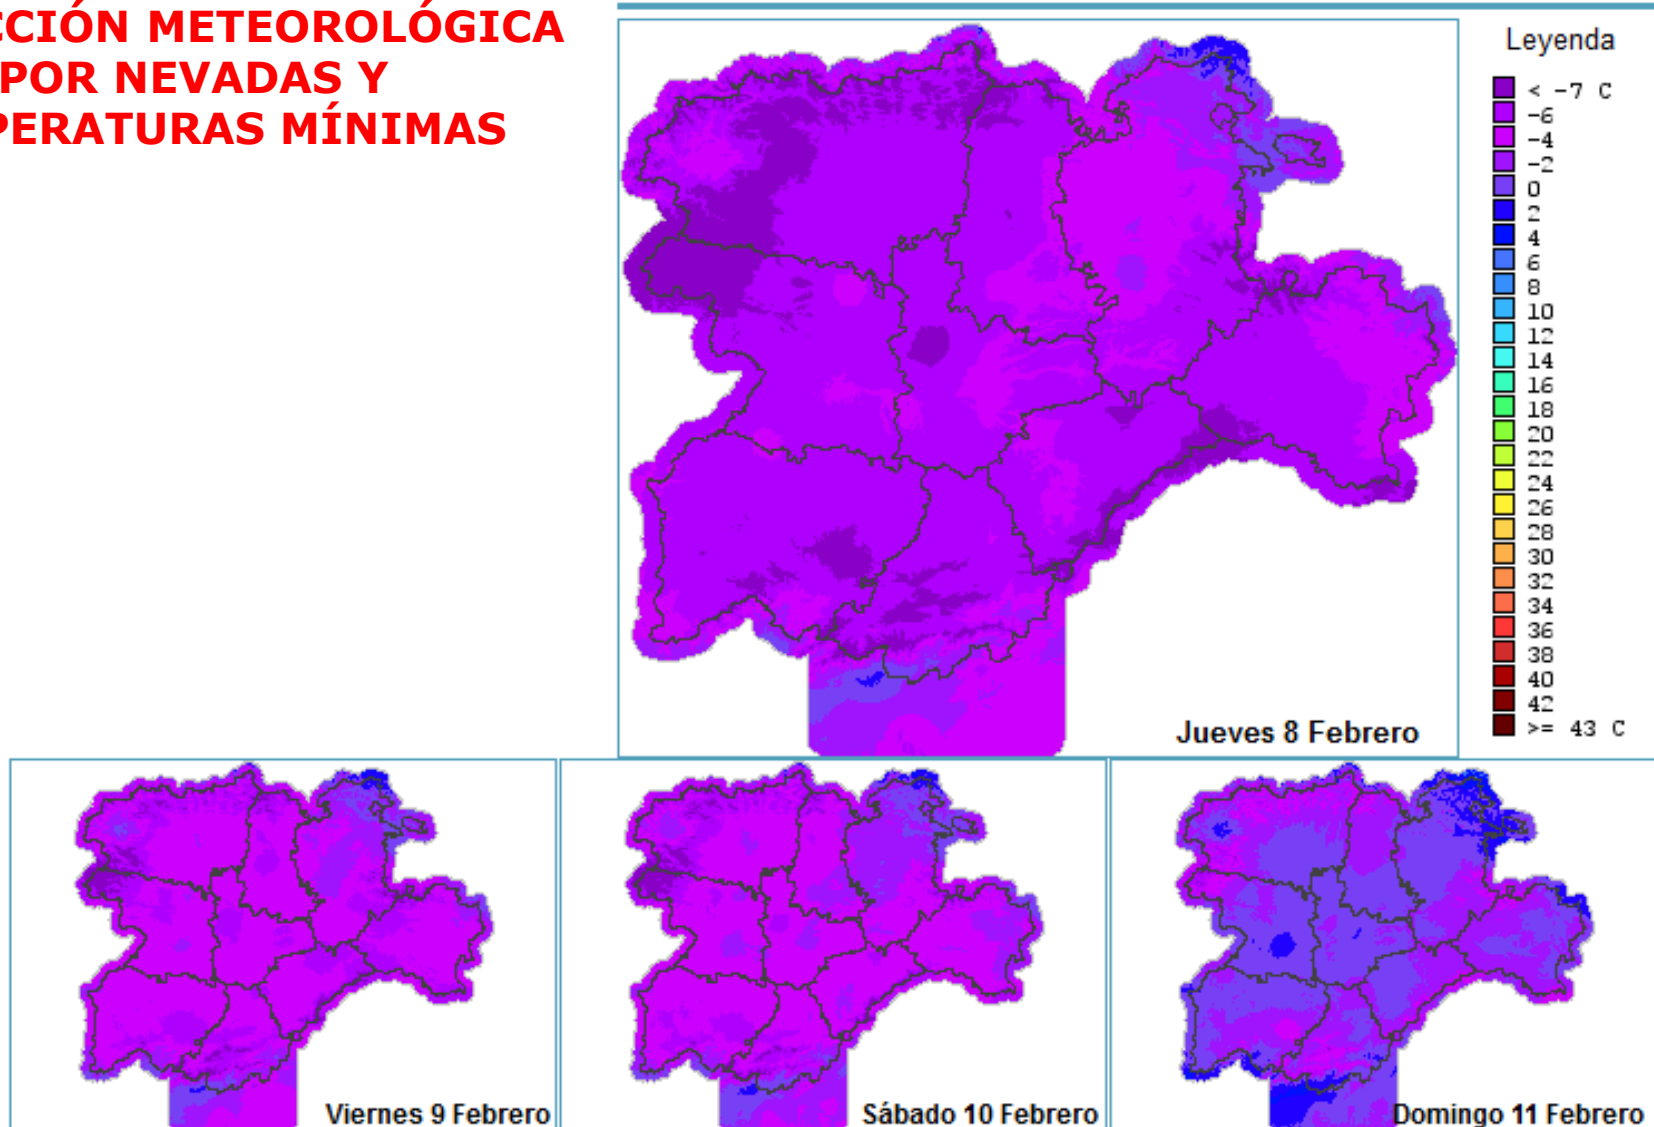 CCIÓN METEOROLÓGICA
POR NEVADAS Y
PERATURAS MÍNIMAS
Leyenda
< -7 C
-6
-4
-2
0
2
4
6
8
10
12
14
16
18
20
22
24
26
28
30
32
34
36
38
40
42
>= 43 C
Jueves 8 Febrero
Viernes 9 Febrero
Sábado 10 Febrero
Domingo 11 Febrero